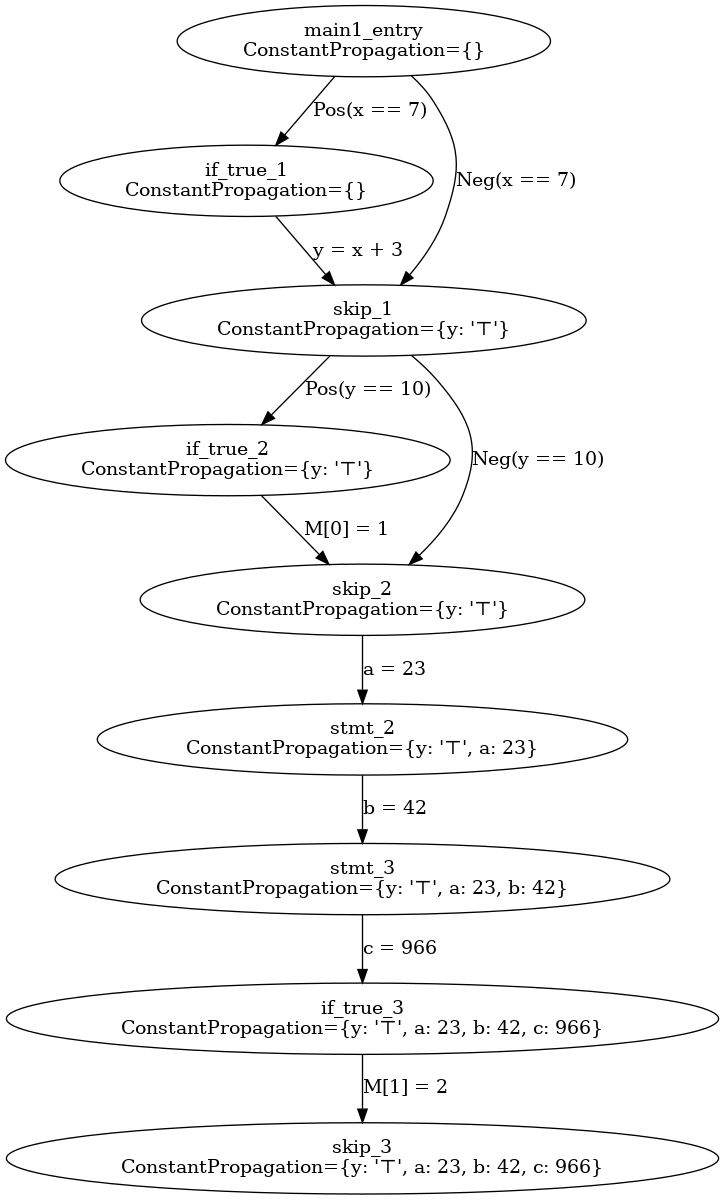 main1_entry
ConstantPropagation={}
Pos(x == 7)
if_true_1
ConstantPropagation={}
Neg(x == 7)
y = x + 3
skip_1
ConstantPropagation={y: '⊤'}
Pos(y == 10)
if_true_2
ConstantPropagation={y: '⊤'}
Neg(y == 10)
M[0] = 1
skip_2
ConstantPropagation={y: '⊤'}
a = 23
stmt_2
ConstantPropagation={y: '⊤', a: 23}
b = 42
stmt_3
ConstantPropagation={y: '⊤', a: 23, b: 42}
c = 966
if_true_3
ConstantPropagation={y: '⊤', a: 23, b: 42, c: 966}
M[1] = 2
skip_3
ConstantPropagation={y: '⊤', a: 23, b: 42, c: 966}